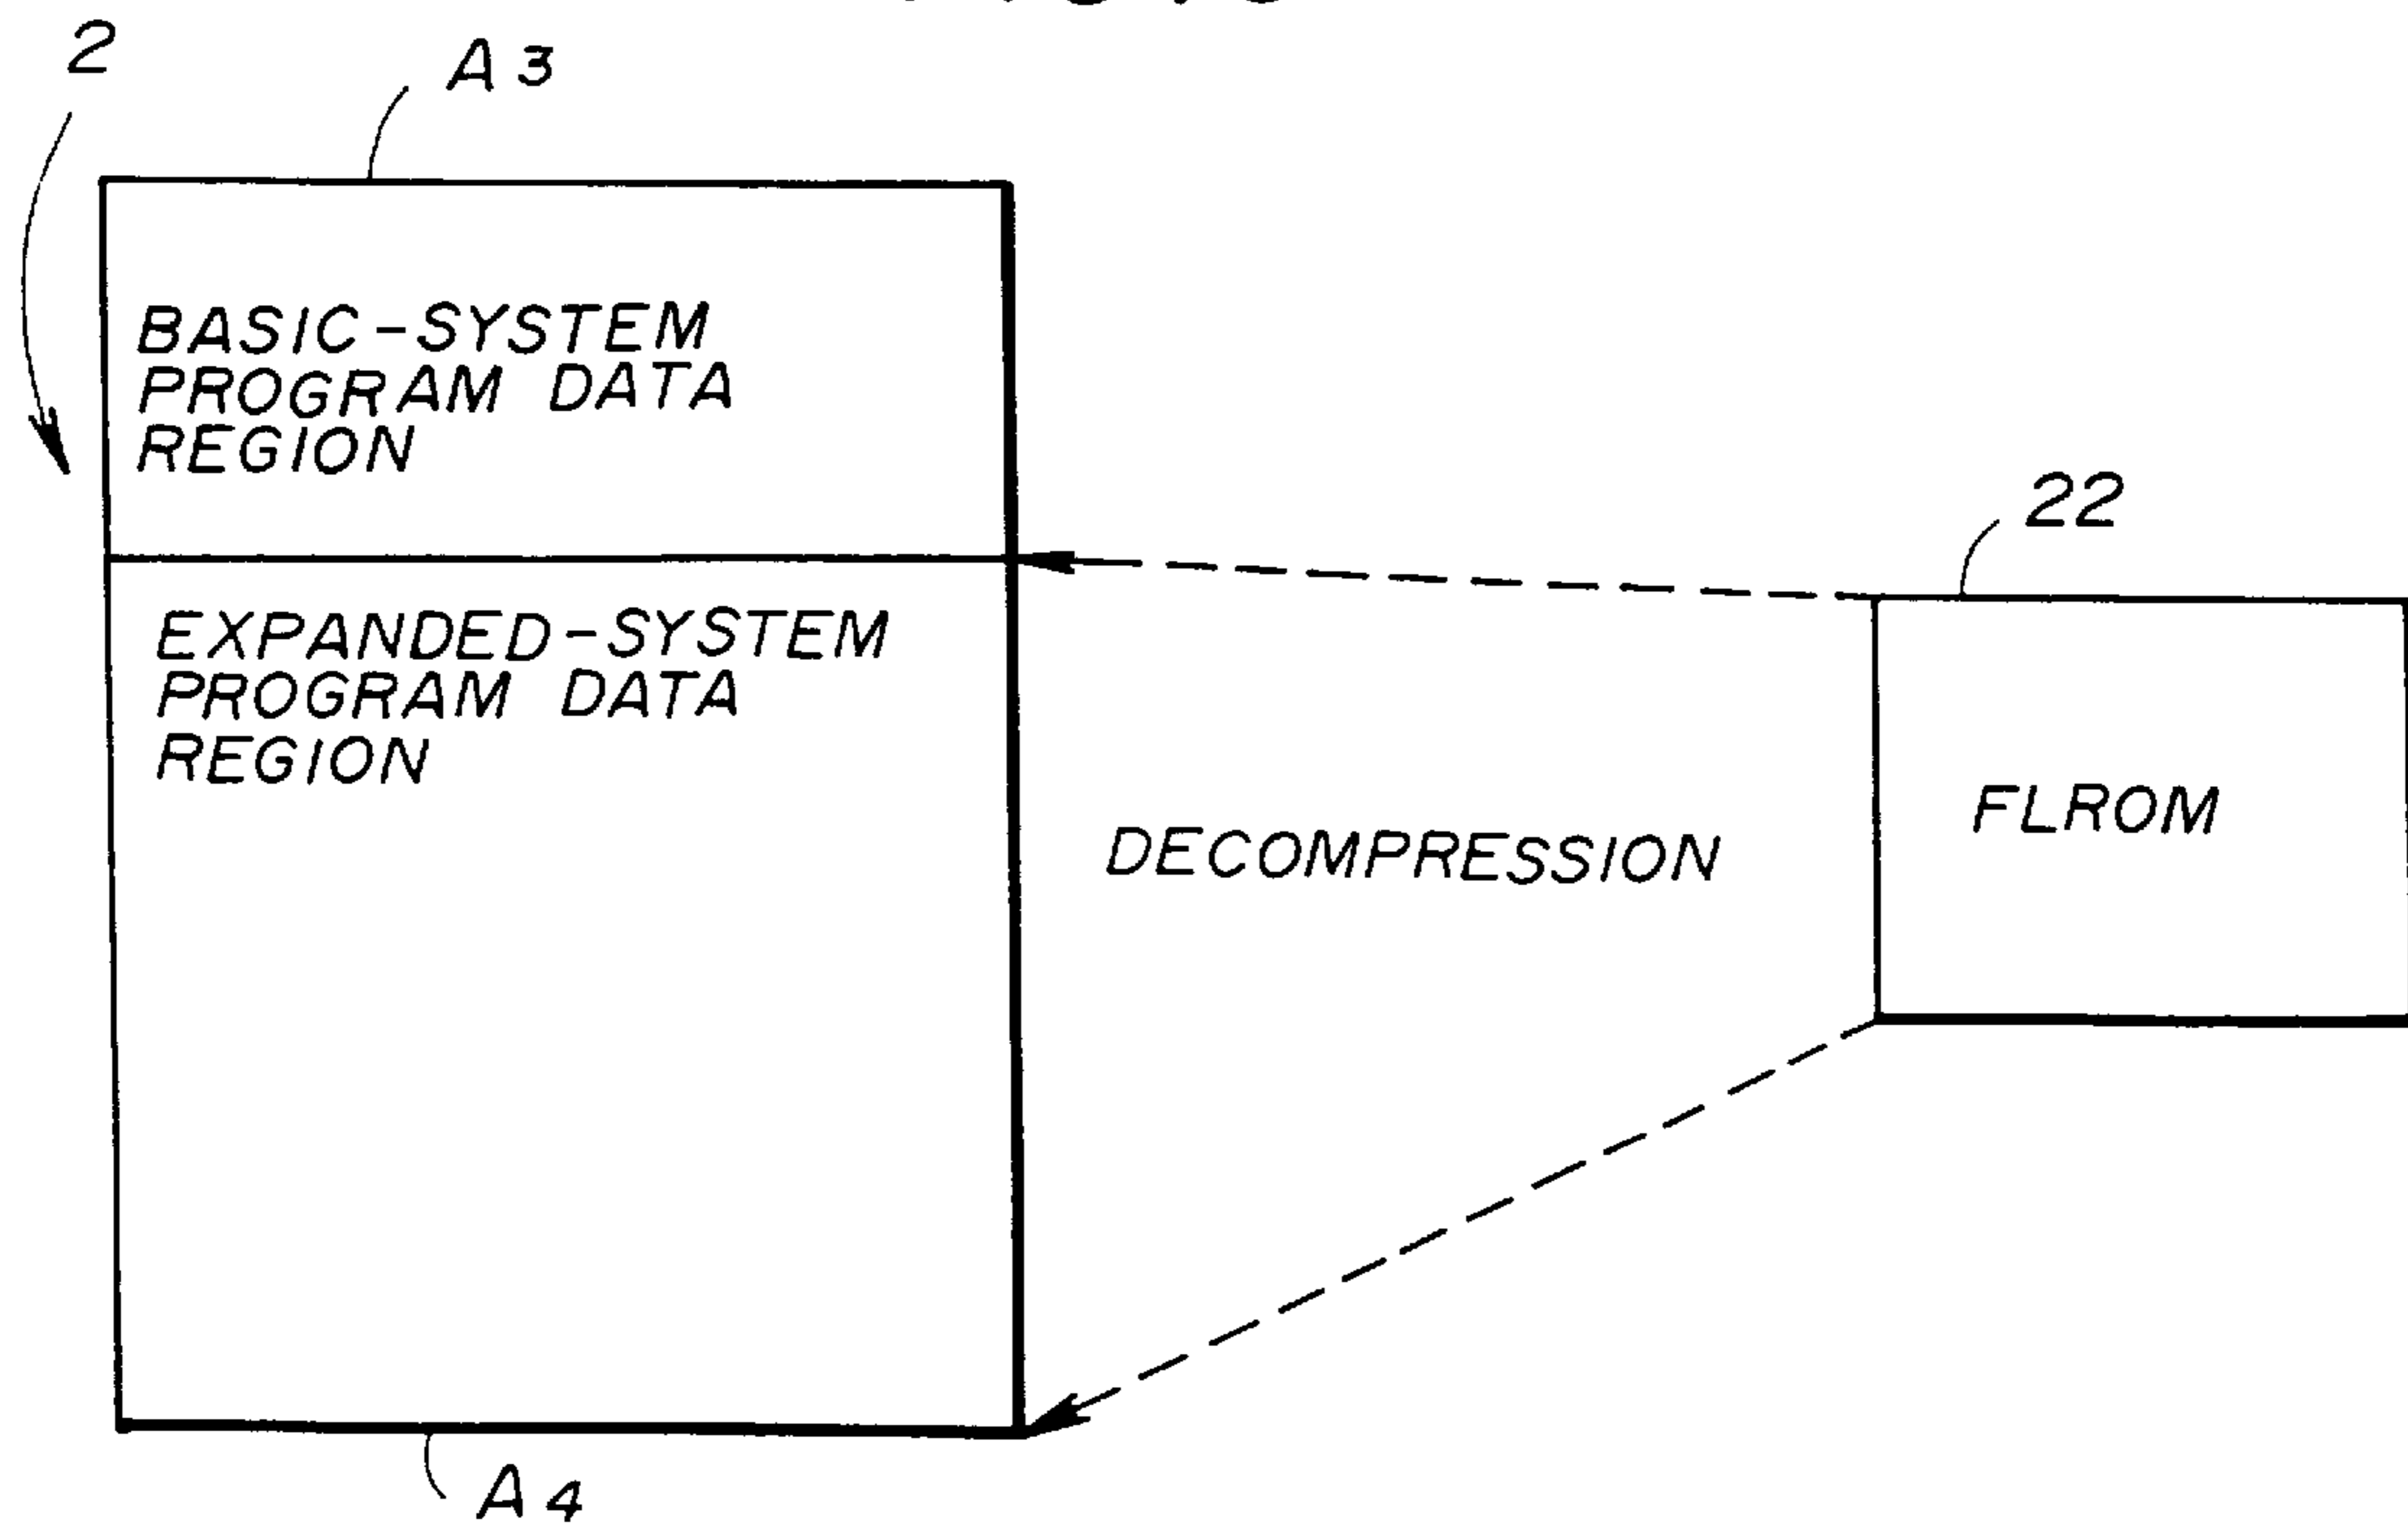 2
A3
BASIC-SYSTEM
PROGRAM DATA
REGION
22
EXPANDED-SYSTEM
PROGRAM DATA
REGION
FLROM
DECOMPRESSION
A4